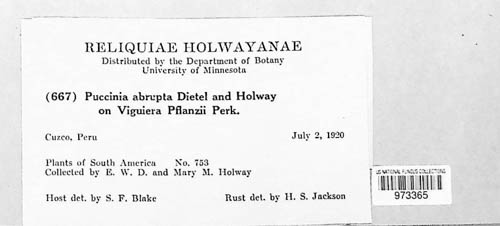 RELIQUIAE HOLWAYANAE
Distributed by the Department of Botany
University of Minnesota
(667) Puccinia abrupta Dietel and Holway
on Viguiera Pflanzii Perk.
Cuzco, Peru July 2, 1920
Plants of South America No. 753
Collected by E. W. D. and Mary M. Holway
Host det. by S. F. Blake Rust det. by H. S. Jackson
US NATIONAL FUNGUS COLLECTIONS
973365